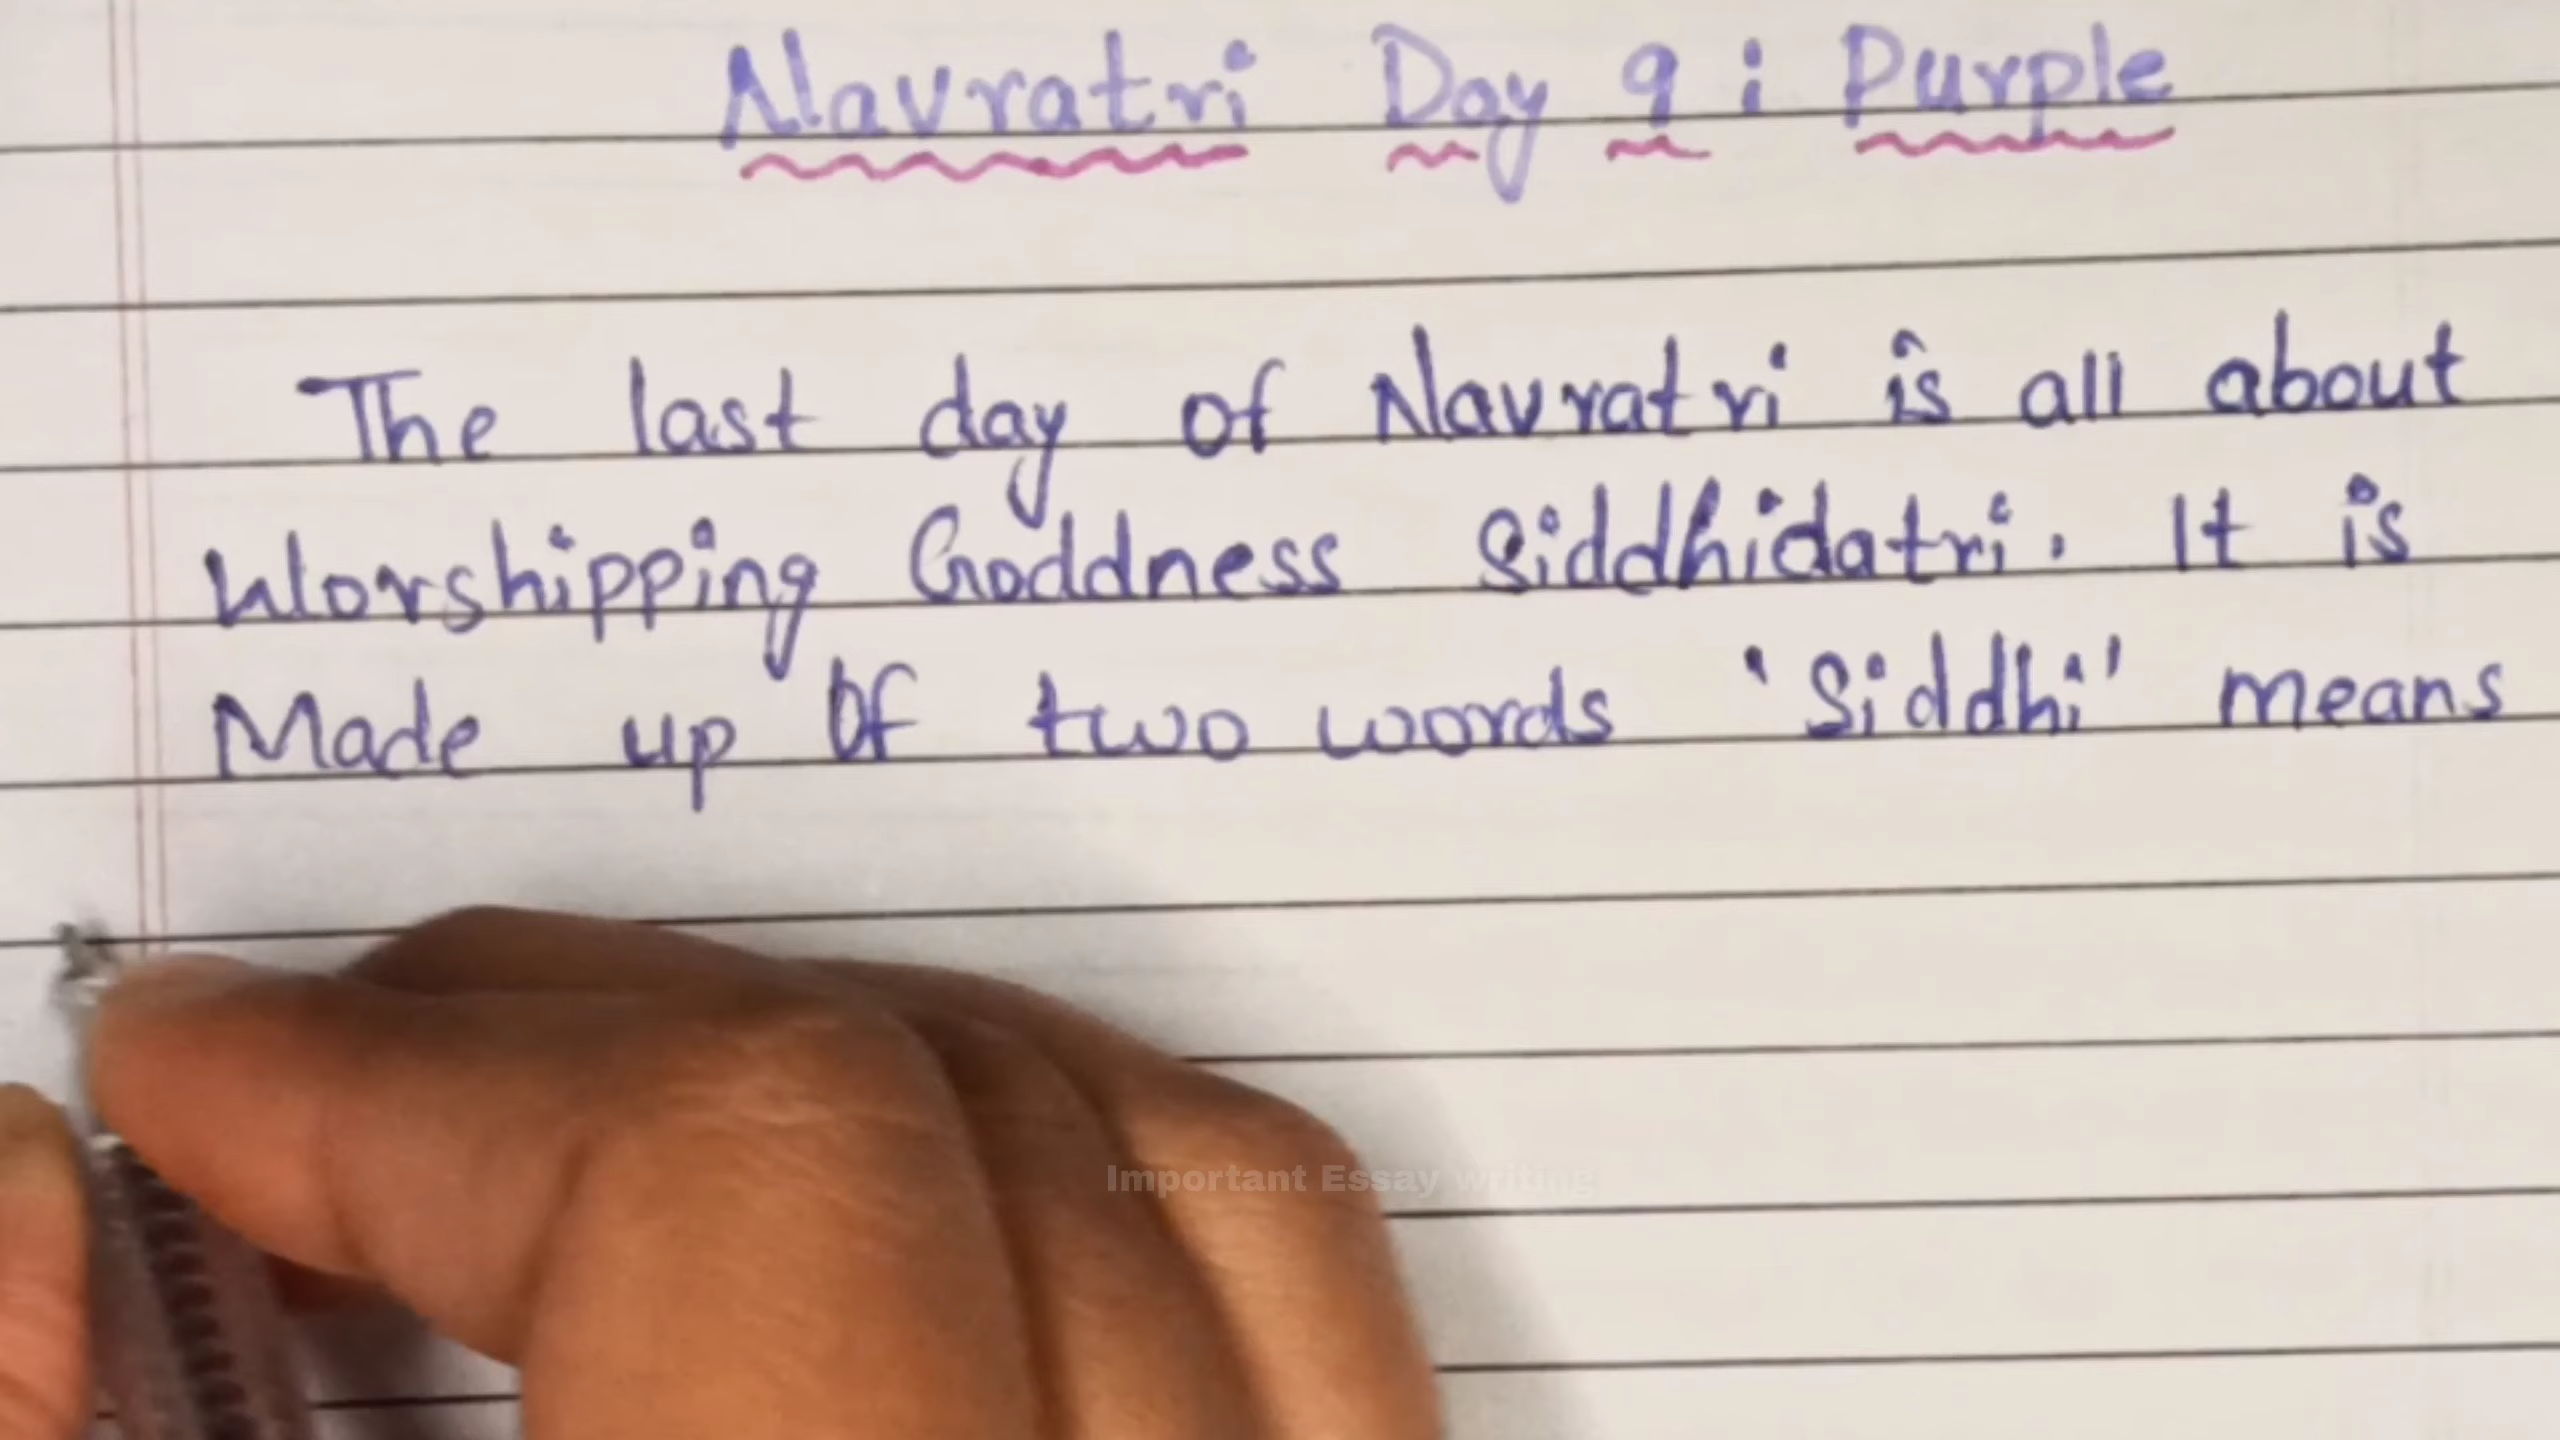 Navratri Day 9 : Purple
The last day of Navratri is all about
Worshipping Goddness Siddhidatri. It is
Made up Of two words 'Siddhi' means
Important Essay writing